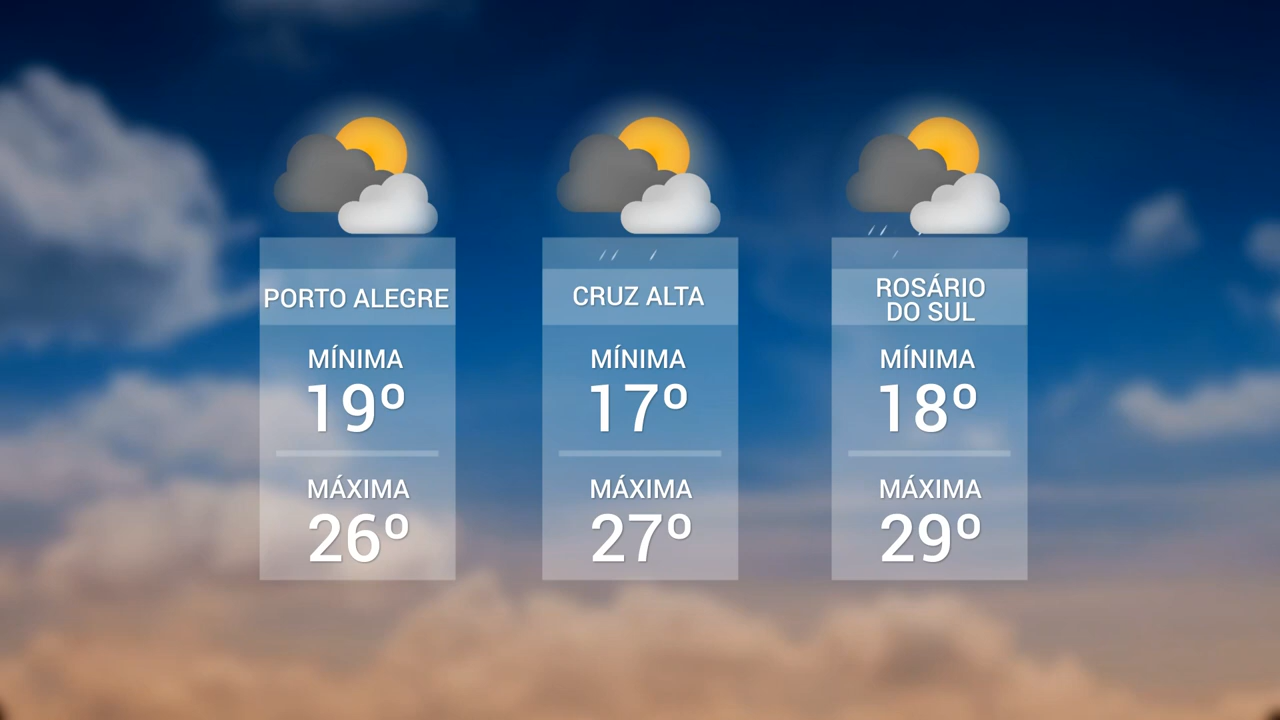 PORTO ALEGRE
MÍNIMA
19º
MÁXIMA
26º
CRUZ ALTA
MÍNIMA
17º
MÁXIMA
27º
ROSÁRIO
DO SUL
MÍNIMA
18º
MÁXIMA
29º